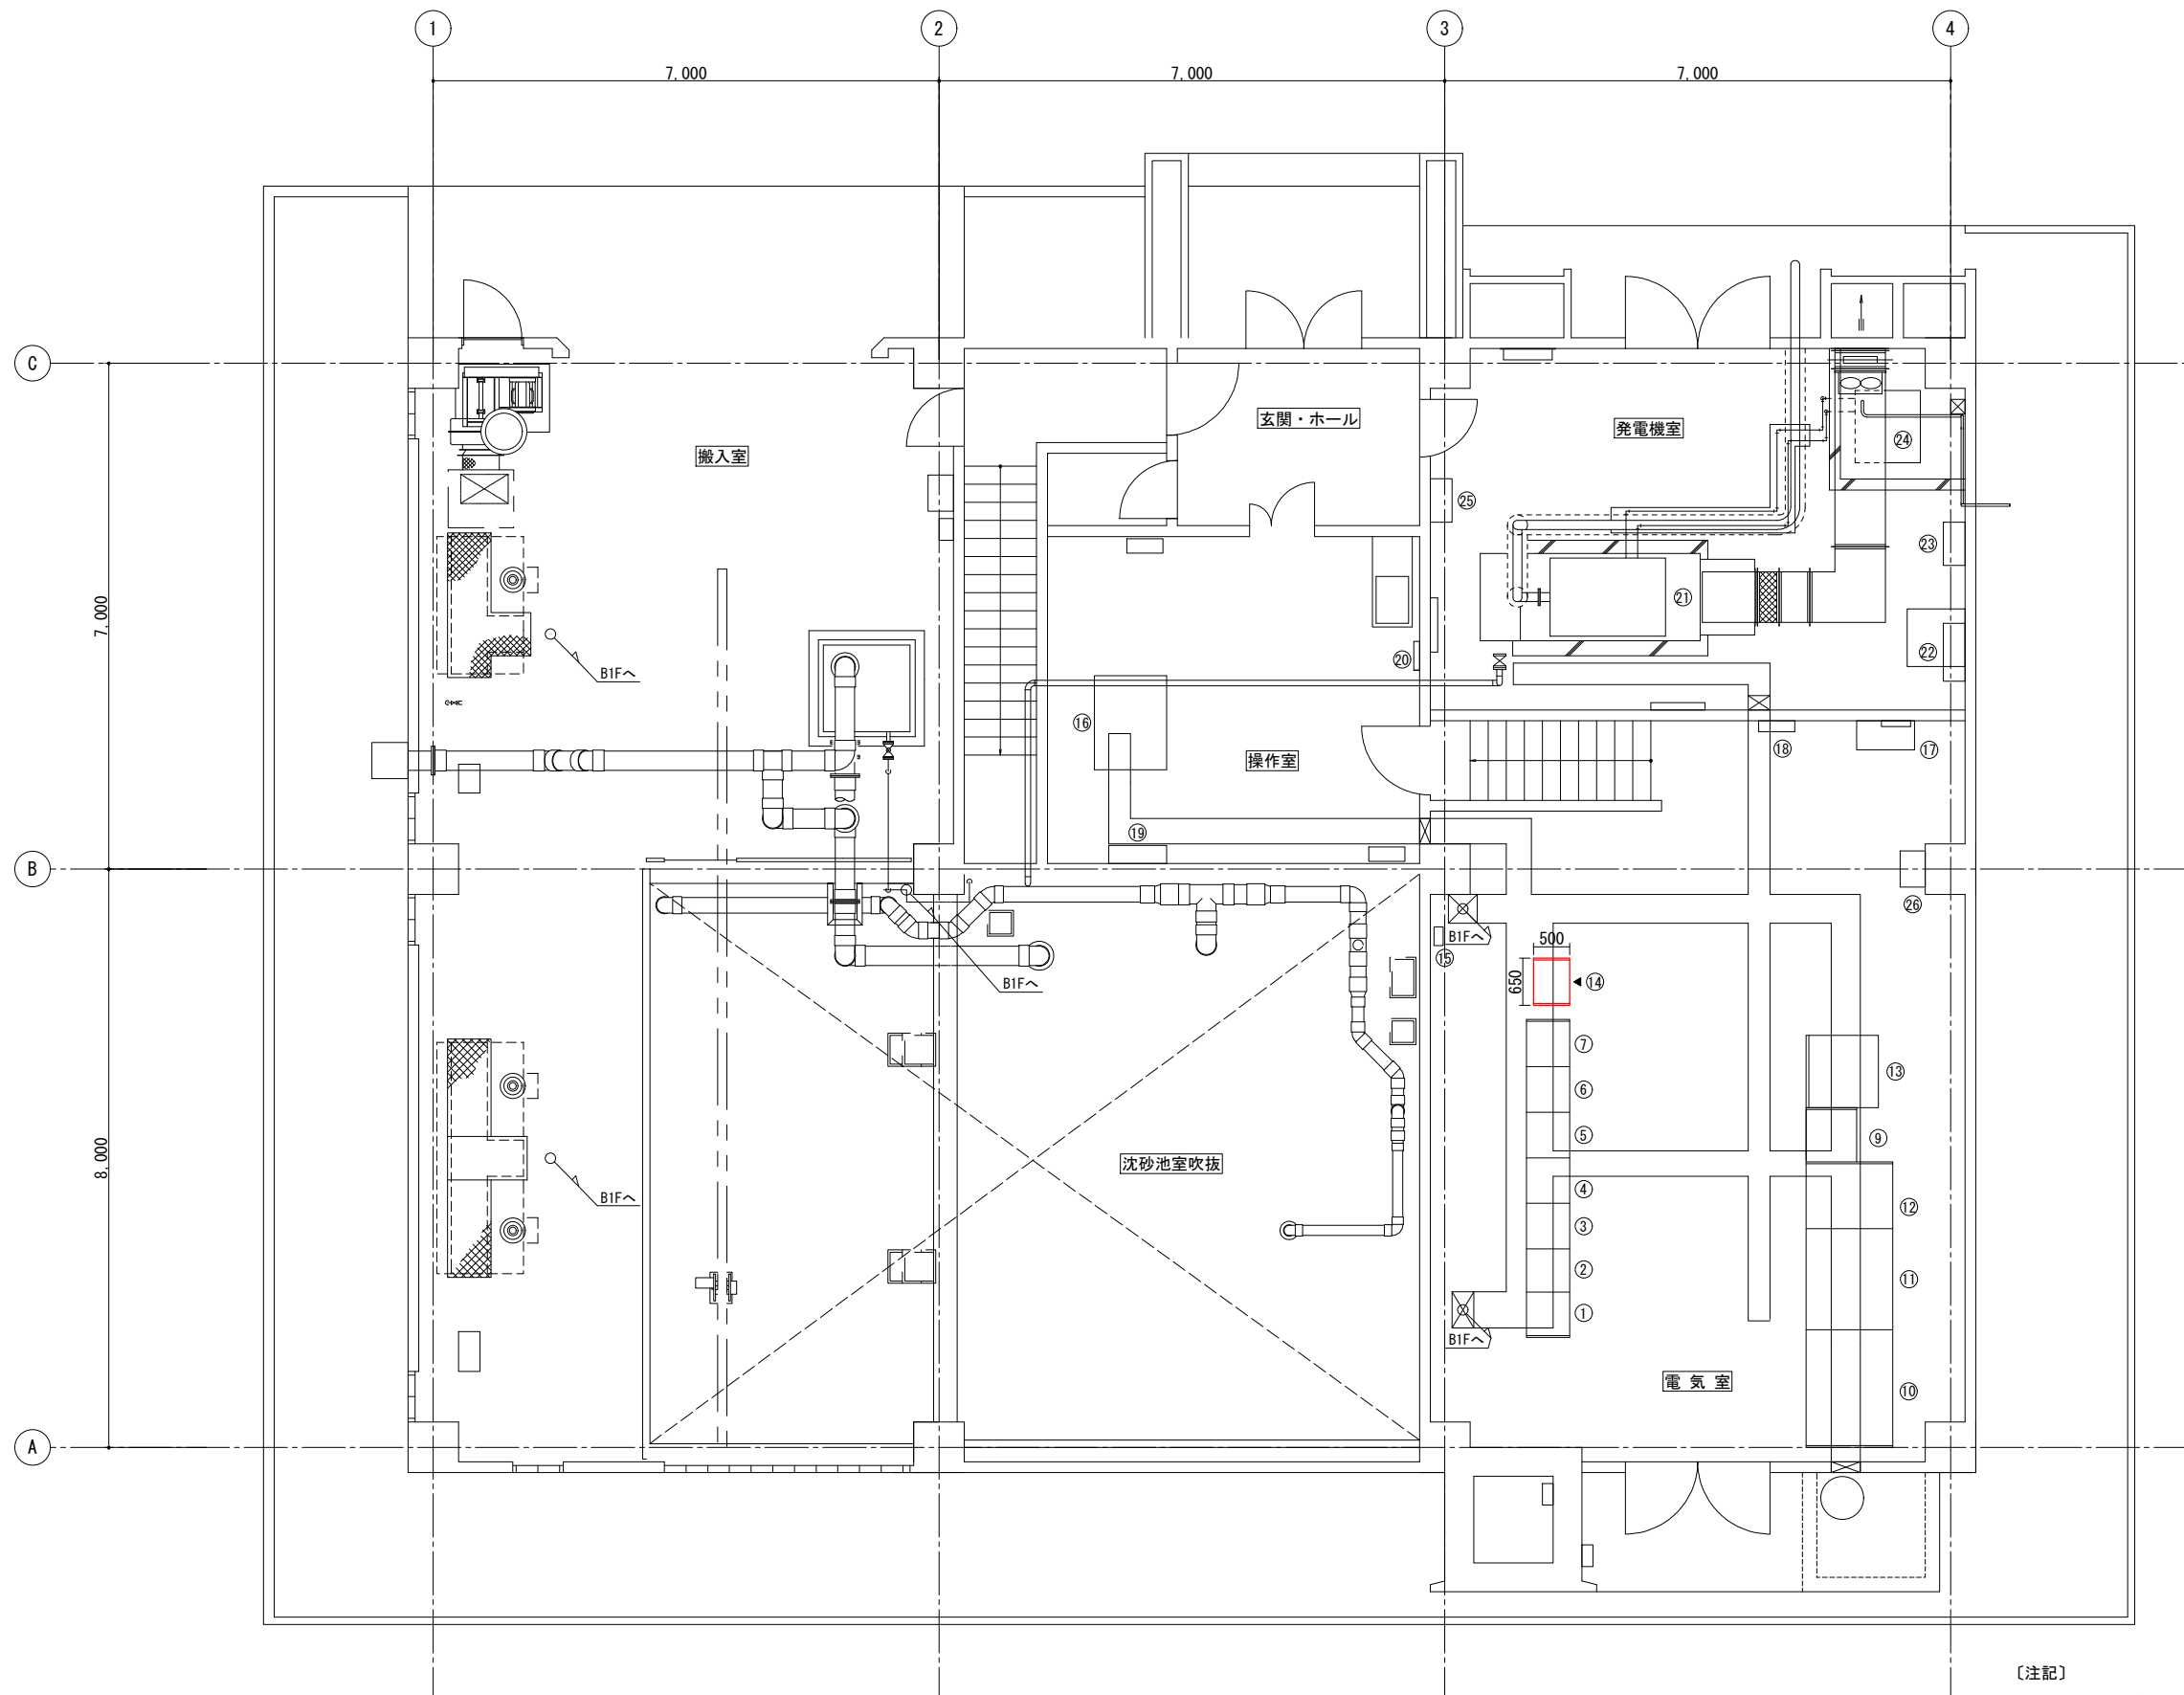 1 2 3 4
7,000 7,000 7,000
C
玄関・ホール
発電機室
搬入室
㉔
㉕
㉓
7,000
㉑
B1Fへ
⑳
㉒
⑯
⑱
⑰
操作室
⑲
B
㉖
B1Fへ
500
⑮
650
⑭
B1Fへ
⑦
⑬
⑥
⑤
⑨
8,000
沈砂池室吹抜
B1Fへ
④
⑫
③
②
⑪
①
B1Fへ
電気室
⑩
A
〔注記〕